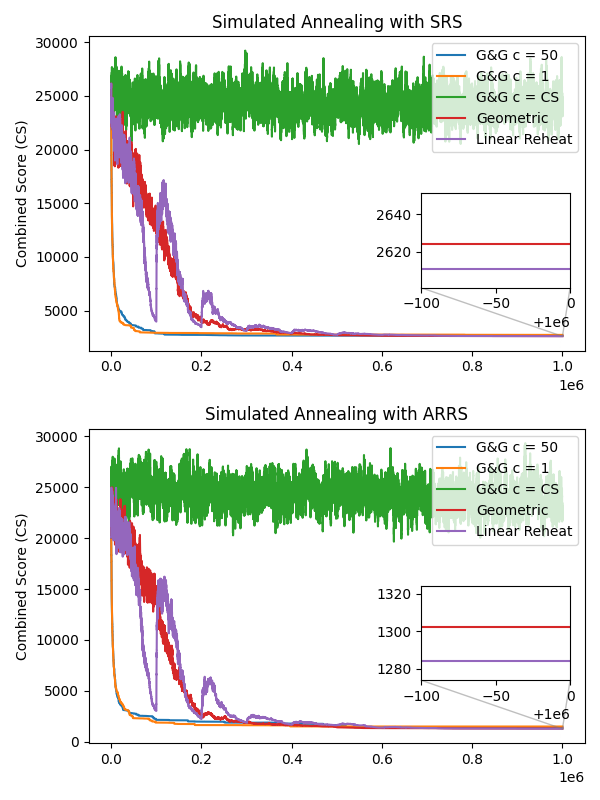 Simulated Annealing with SRS
Combined Score (CS)
30000
25000
20000
15000
10000
5000
G&G c = 50
G&G c = 1
G&G c = CS
Geometric
Linear Reheat
2640
2620
−100
−50
0
+1e6
0.0
0.2
0.4
0.6
0.8
1.0
1e6
Simulated Annealing with ARRS
Combined Score (CS)
30000
25000
20000
15000
10000
5000
0
G&G c = 50
G&G c = 1
G&G c = CS
Geometric
Linear Reheat
1320
1300
1280
−100
−50
0
+1e6
0.0
0.2
0.4
0.6
0.8
1.0
1e6